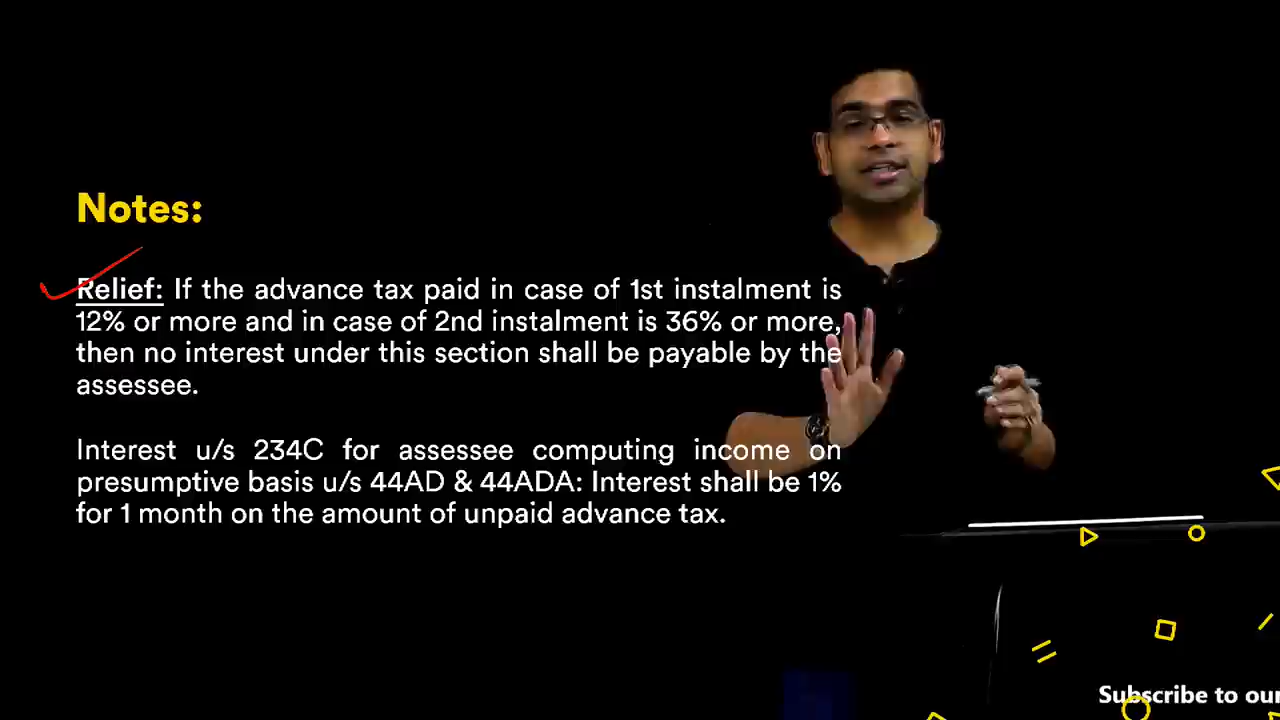 Notes:
Relief: If the advance tax paid in case of 1st instalment is
12% or more and in case of 2nd instalment is 36% or more,
then no interest under this section shall be payable by the
assessee.
Interest u/s 234C for assessee computing income on
presumptive basis u/s 44AD & 44ADA: Interest shall be 1%
for 1 month on the amount of unpaid advance tax.
Subscribe to our